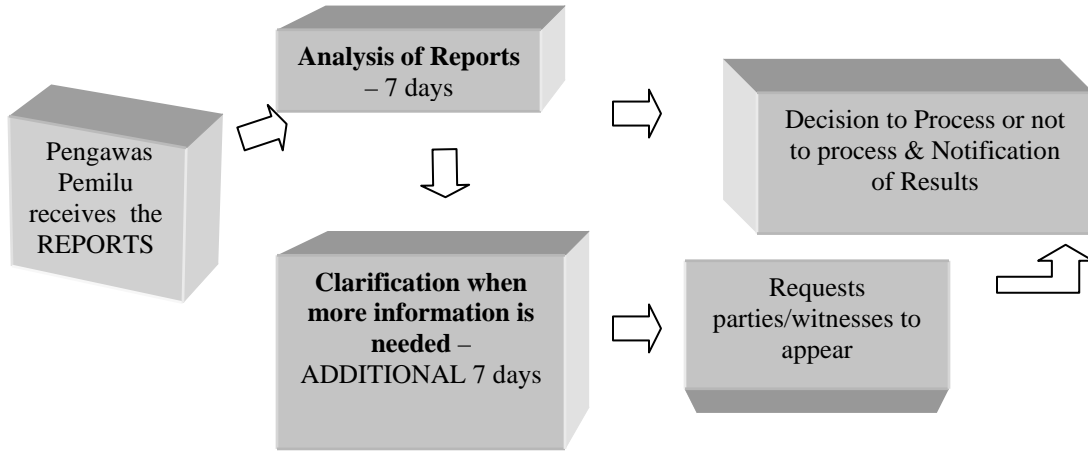 Pengawas
Pemilu
receives the
REPORTS
Analysis of Reports
– 7 days
Clarification when
more information is
needed –
ADDITIONAL 7 days
Requests
parties/witnesses to
appear
Decision to Process or not
to process & Notification
of Results